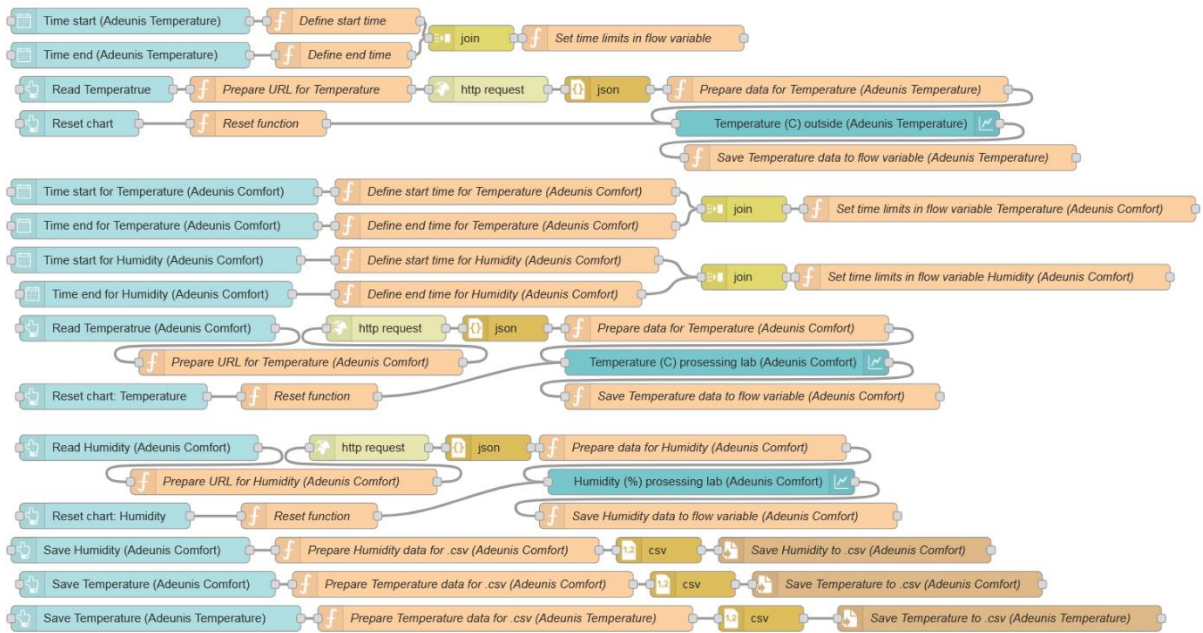 Time start (Adeunis Temperature) Define start time
join Set time limits in flow variable
Time end (Adeunis Temperature) Define end time
Read Temperatrue Prepare URL for Temperature http request json Prepare data for Temperature (Adeunis Temperature)
Reset chart Reset function Temperature (C) outside (Adeunis Temperature)
Save Temperature data to flow variable (Adeunis Temperature)
Time start for Temperature (Adeunis Comfort) Define start time for Temperature (Adeunis Comfort)
join Set time limits in flow variable Temperature (Adeunis Comfort)
Time end for Temperature (Adeunis Comfort) Define end time for Temperature (Adeunis Comfort)
Time start for Humidity (Adeunis Comfort) Define start time for Humidity (Adeunis Comfort)
join Set time limits in flow variable Humidity (Adeunis Comfort)
Time end for Humidity (Adeunis Comfort) Define end time for Humidity (Adeunis Comfort)
Read Temperatrue (Adeunis Comfort) http request json Prepare data for Temperature (Adeunis Comfort)
Prepare URL for Temperature (Adeunis Comfort) Temperature (C) prosessing lab (Adeunis Comfort)
Reset chart: Temperature Reset function Save Temperature data to flow variable (Adeunis Comfort)
Read Humidity (Adeunis Comfort) http request json Prepare data for Humidity (Adeunis Comfort)
Prepare URL for Humidity (Adeunis Comfort) Humidity (%) prosessing lab (Adeunis Comfort)
Reset chart: Humidity Reset function Save Humidity data to flow variable (Adeunis Comfort)
Save Humidity (Adeunis Comfort) Prepare Humidity data for .csv (Adeunis Comfort) 1,2 csv Save Humidity to .csv (Adeunis Comfort)
Save Temperature (Adeunis Comfort) Prepare Temperature data for .csv (Adeunis Comfort) 1,2 csv Save Temperature to .csv (Adeunis Comfort)
Save Temperature (Adeunis Temperature) Prepare Temperature data for .csv (Adeunis Temperature) 1,2 csv Save Temperature to .csv (Adeunis Temperature)